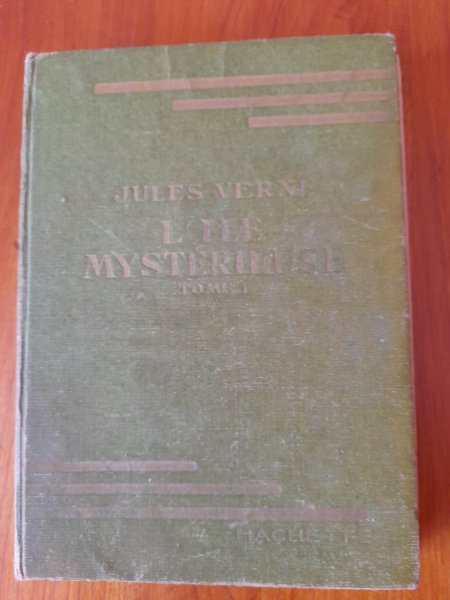 JULES VERNE
L'ILE
MYSTERIEUSE
TOME I
HACHETTE